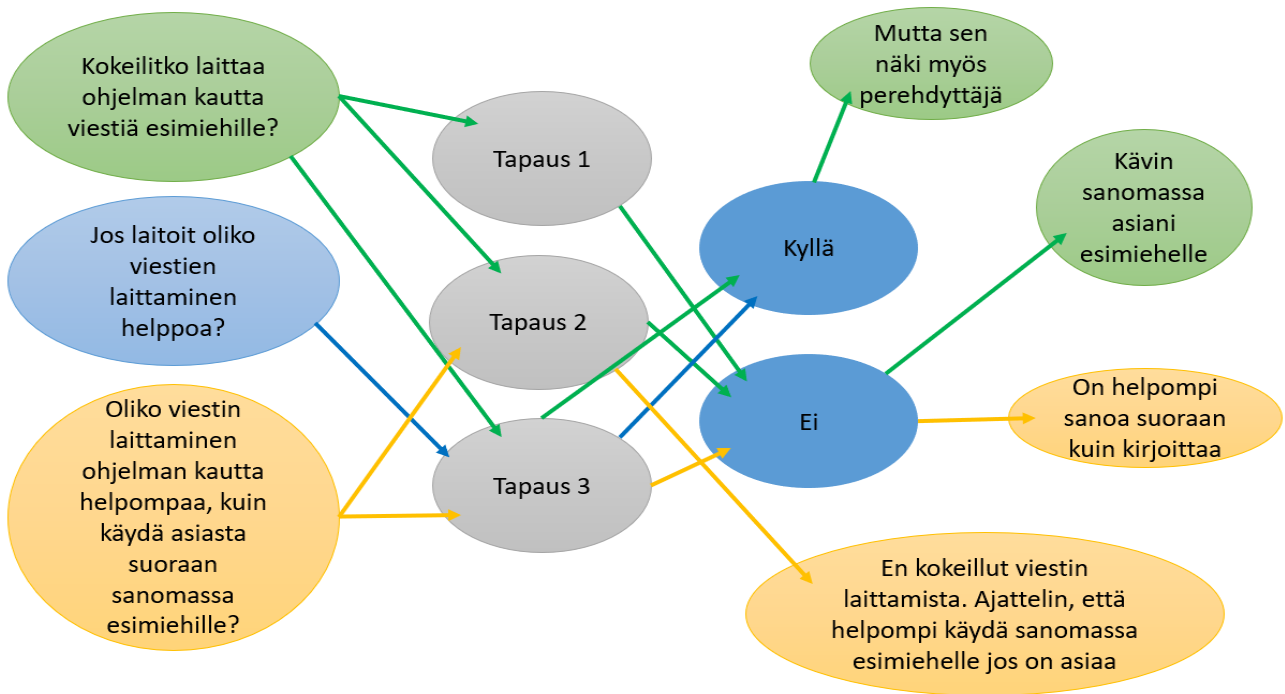 Kokeilitko laittaa
ohjelman kautta
viestiä esimiehille?
Jos laitoit oliko
viestien
laittaminen
helppoa?
Oliko viestin
laittaminen
ohjelman kautta
helpompaa, kuin
käydä asiasta
suoraan
sanomassa
esimiehille?
Tapaus 1
Tapaus 2
Tapaus 3
Kyllä
Ei
Mutta sen
näki myös
perehdyttäjä
Kävin
sanomassa
asiani
esimiehelle
On helpompi
sanoa suoraan
kuin kirjoittaa
En kokeillut viestin
laittamista. Ajattelin, että
helpompi käydä sanomassa
esimiehelle jos on asiaa